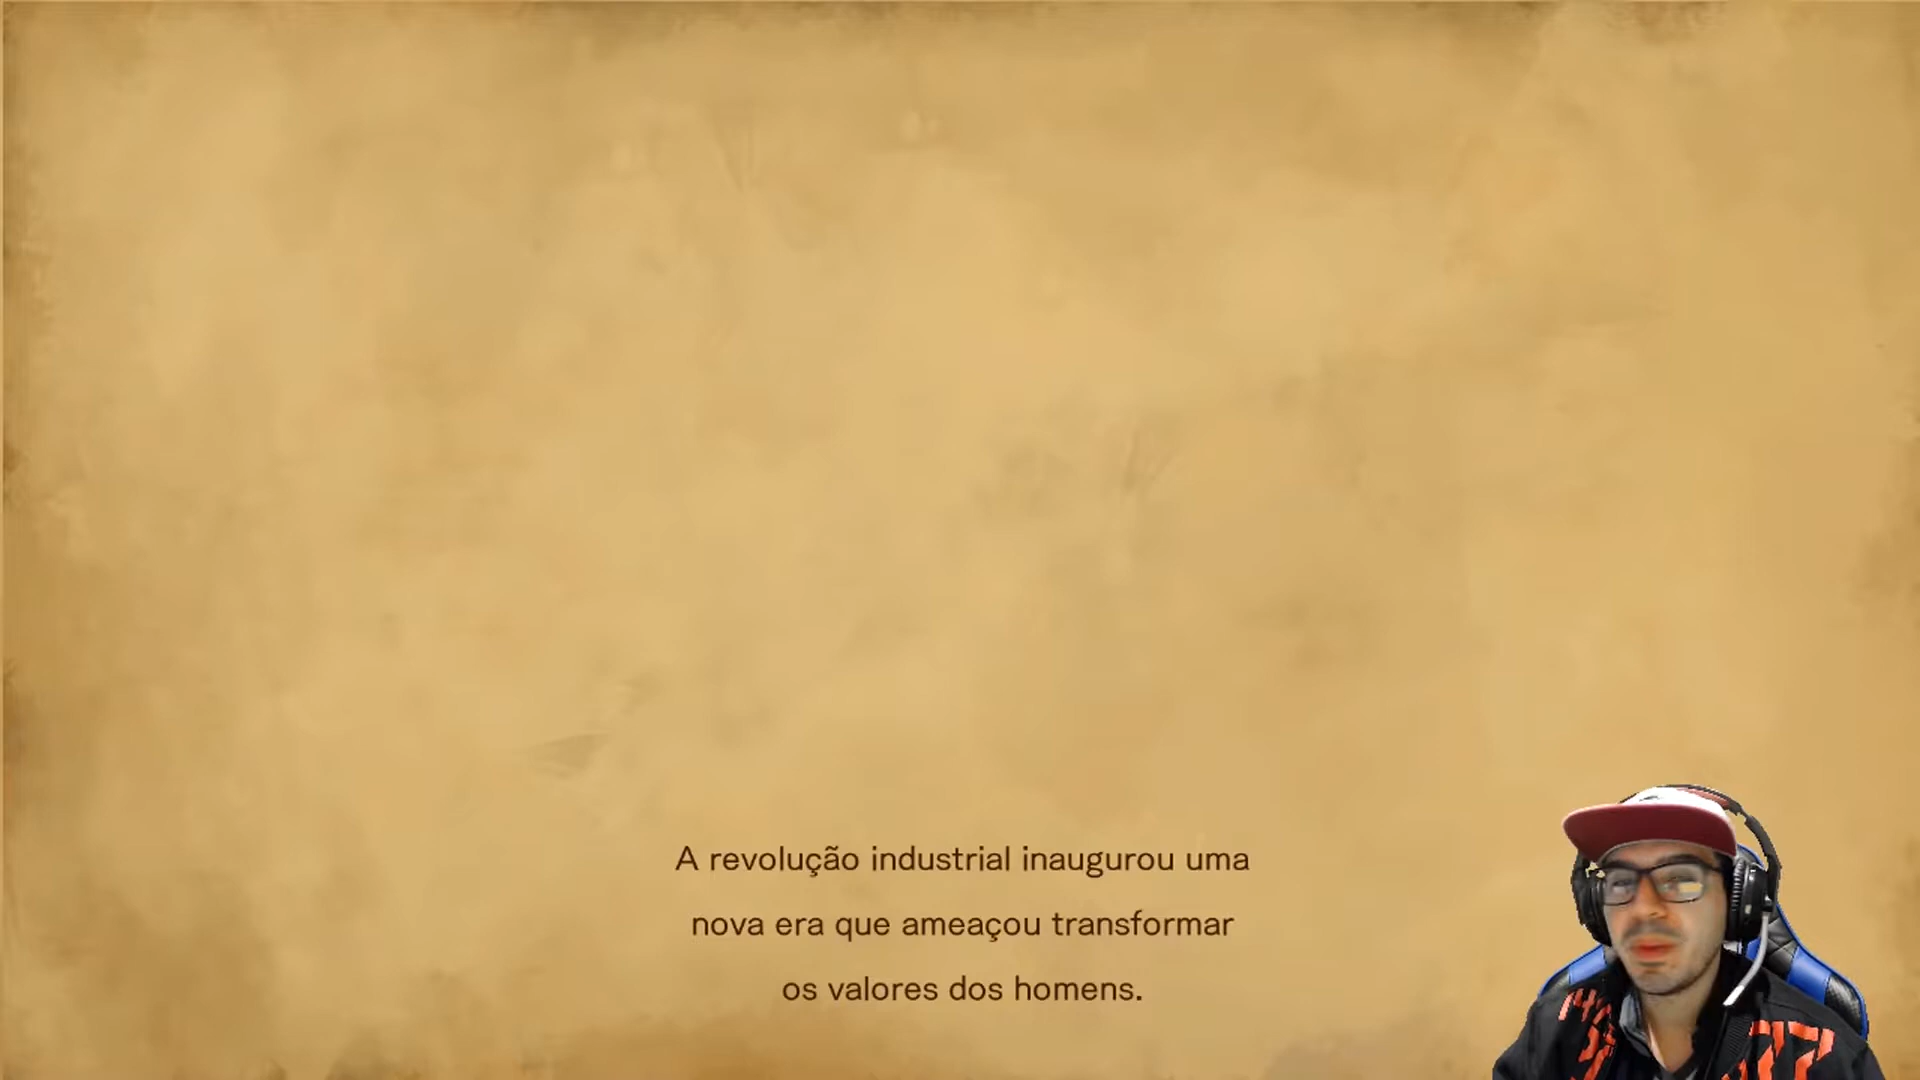 A revolução industrial inaugurou uma
nova era que ameaçou transformar
os valores dos homens.